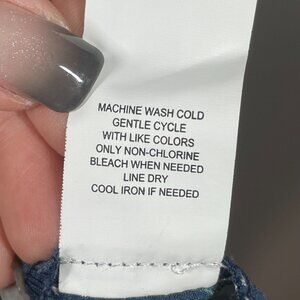 MACHINE WASH COLD
GENTLE CYCLE
WITH LIKE COLORS
ONLY NON-CHLORINE
BLEACH WHEN NEEDED
LINE DRY
COOL IRON IF NEEDED